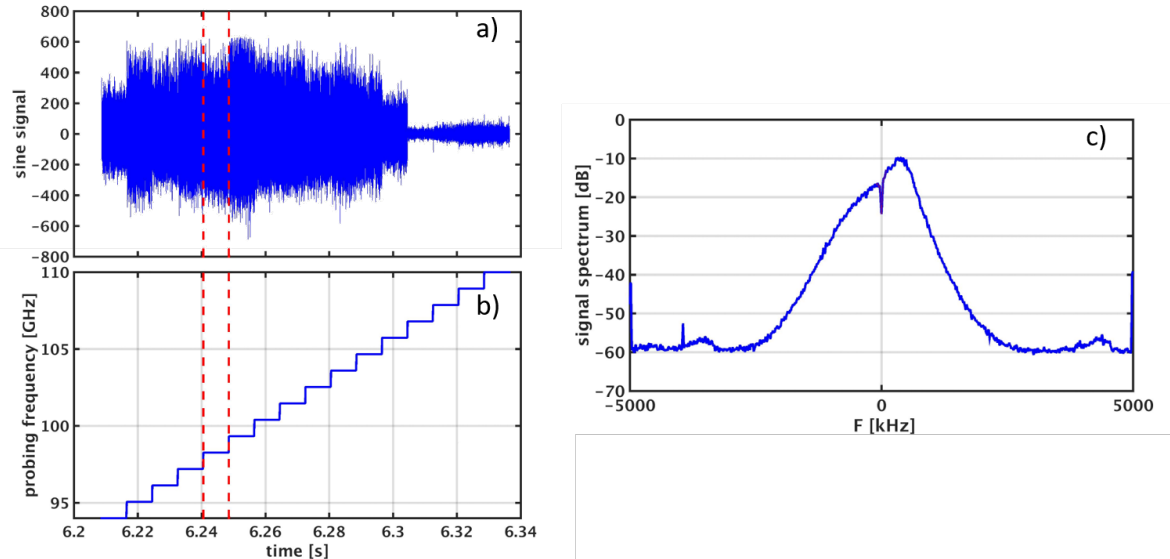 a)
sine signal
800
600
400
200
0
−200
−400
−600
−800
b)
probing frequency [GHz]
110
105
100
95
6.2 6.22 6.24 6.26 6.28 6.3 6.32 6.34
time [s]
c)
signal spectrum [dB]
0
−10
−20
−30
−40
−50
−60
−70
−5000 0 5000
F [kHz]